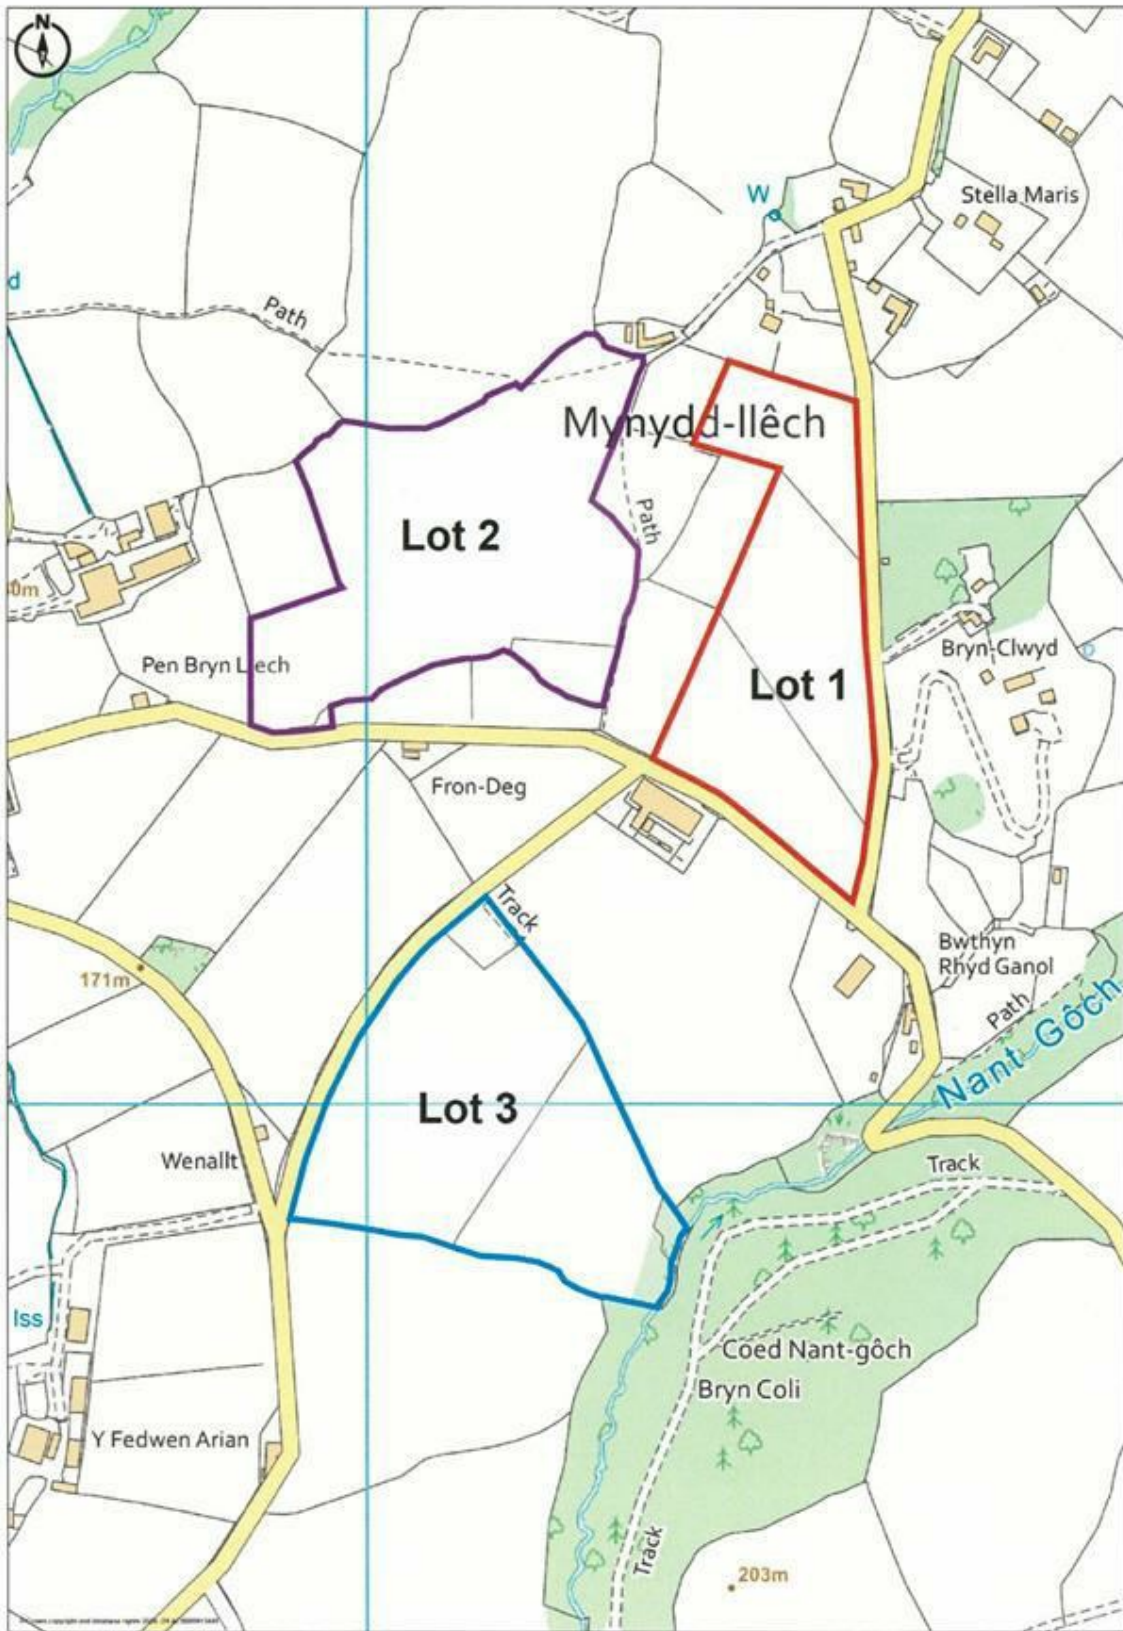 N
Stella Maris
W
d
Path
Mynydd-llêch
Lot 2
Path
0m
Bryn-Clwyd
Pen Bryn Llech
Lot 1
Fron-Deg
Track
Bwthyn
Rhyd Ganol
171m
Path
Nant Gôch
Lot 3
Wenallt
Track
Iss
Coed Nant-gôch
Bryn Coli
Y Fedwen Arian
Track
203m